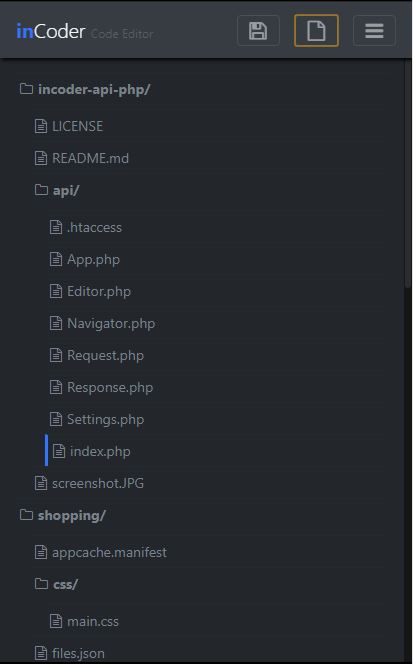 inCoder Code Editor
incoder-api-php/
LICENSE
README.md
api/
.htaccess
App.php
Editor.php
Navigator.php
Request.php
Response.php
Settings.php
index.php
screenshot.JPG
shopping/
appcache.manifest
css/
main.css
files.json